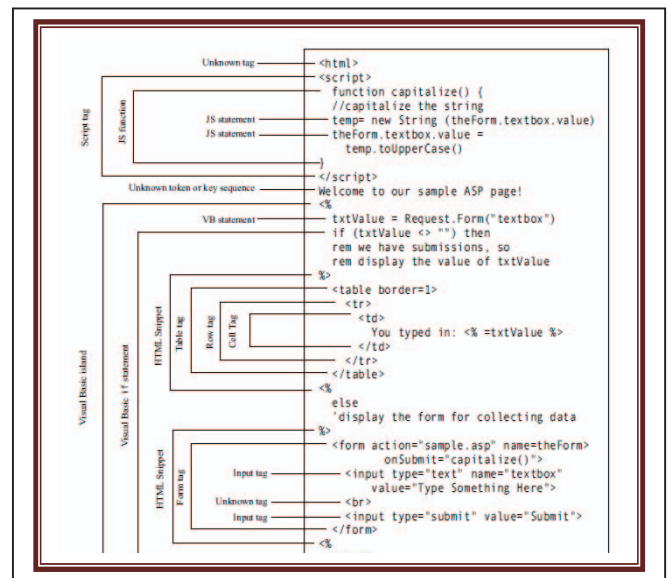 Unknown tag <html>
<script>
function capitalize() {
//capitalize the string
JS statement temp= new String (theForm.textbox.value)
JS statement theForm.textbox.value =
temp.toUpperCase()
}
</script>
Script tag
JS function
Unknown token or key sequence Welcome to our sample ASP page!
<%
VB statement txtValue = Request.Form("textbox")
if (txtValue <> "") then
rem we have submissions, so
rem display the value of txtValue
%>
<table border=1>
<tr>
<td>
You typed in: <% =txtValue %>
</td>
</tr>
</table>
HTML Snippet
Table tag
Row tag
Cell Tag
<%
else
'display the form for collecting data
%>
<form action="sample.asp" name=theForm>
onSubmit="capitalize()">
Input tag <input type="text" name="textbox"
value="Type Something Here">
Unknown tag <br>
Input tag <input type="submit" value="Submit">
</form>
<%
HTML Snippet
Form tag
Visual Basic island
Visual Basic if statement